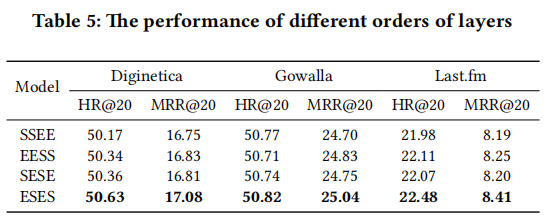 Table 5: The performance of different orders of layers
Model Diginetica Gowalla Last.fm
HR@20 MRR@20 HR@20 MRR@20 HR@20 MRR@20
SSEE 50.17 16.75 50.77 24.70 21.98 8.19
EESS 50.34 16.83 50.71 24.83 22.11 8.25
SESE 50.36 16.81 50.74 24.75 22.07 8.20
ESES 50.63 17.08 50.82 25.04 22.48 8.41